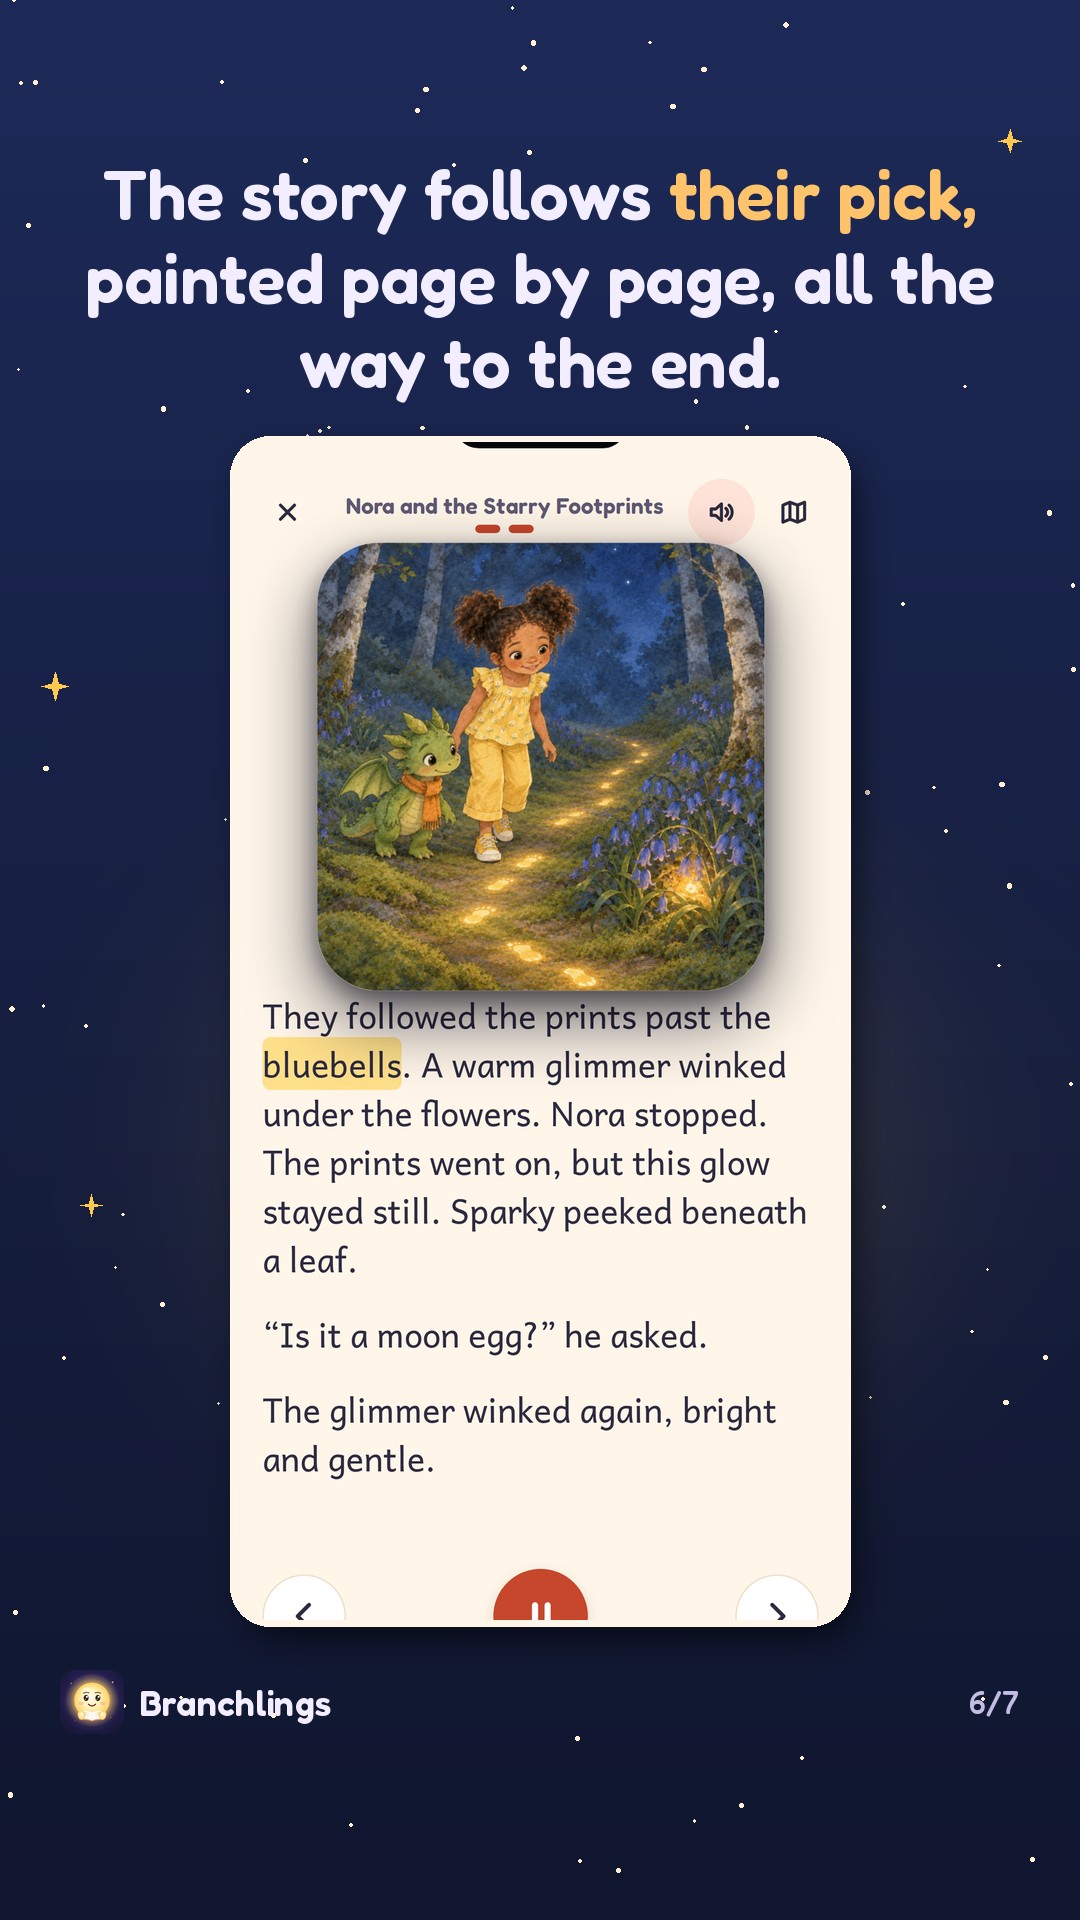 The story follows their pick,
painted page by page, all the
way to the end.
Nora and the Starry Footprints
They followed the prints past the
bluebells. A warm glimmer winked
under the flowers. Nora stopped.
The prints went on, but this glow
stayed still. Sparky peeked beneath
a leaf.
“Is it a moon egg?” he asked.
The glimmer winked again, bright
and gentle.
Branchlings
6/7